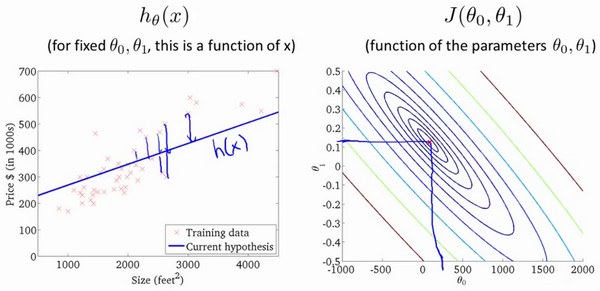 hθ(x)
(for fixed θ0, θ1, this is a function of x)
700
600
500
400
300
200
100
0
Price $ (in 1000s)
1000
2000
3000
4000
Size (feet²)
h(x)
Training data
Current hypothesis
J(θ0, θ1)
(function of the parameters θ0, θ1)
0.5
0.4
0.3
0.2
0.1
0
-0.1
-0.2
-0.3
-0.4
-0.5
θ1
-1000
-500
0
500
1000
1500
2000
θ0